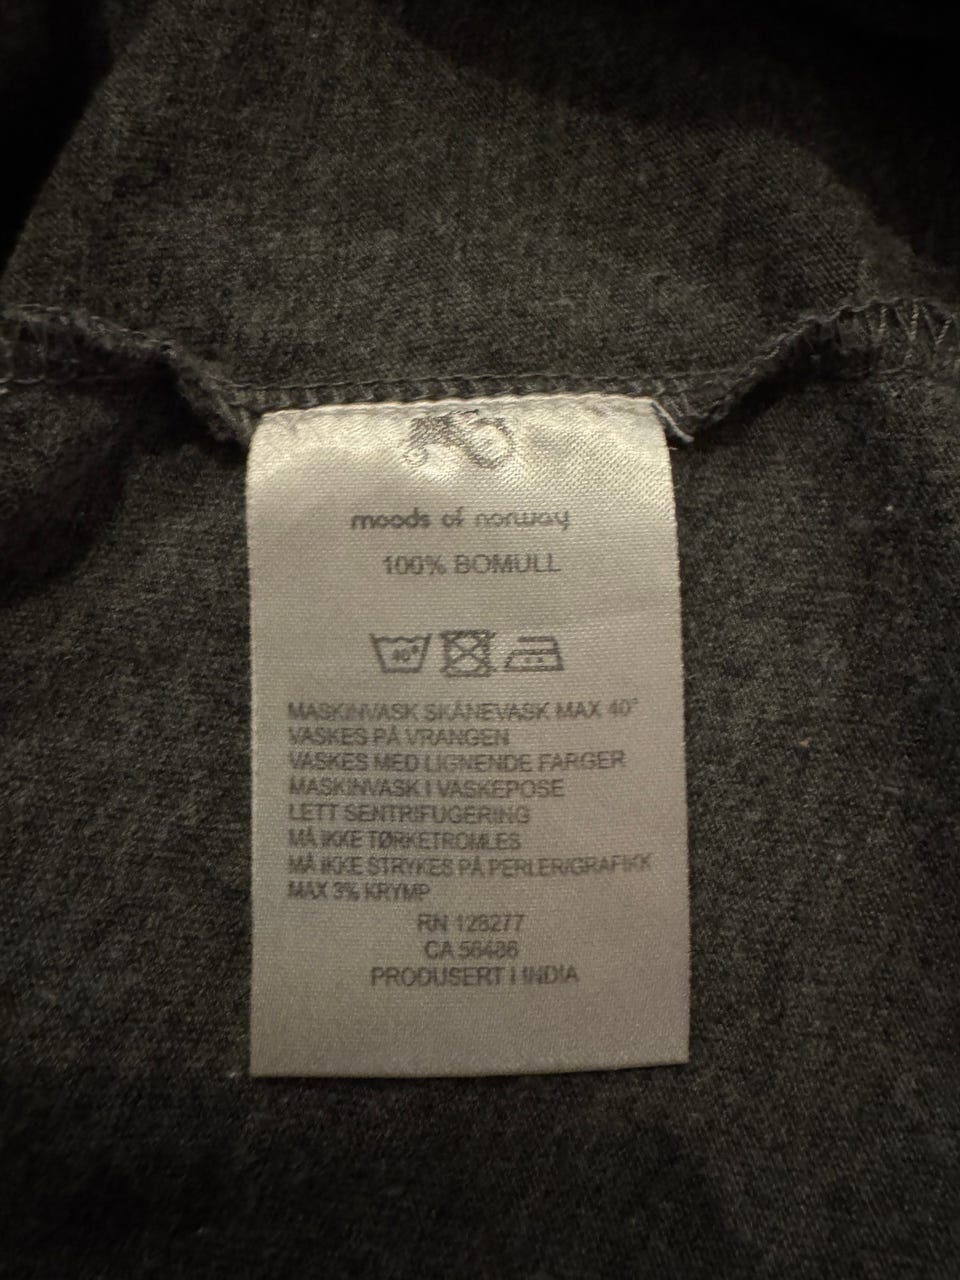 moods of norway
100% BOMULL
40°
MASKINVASK SKÅNEVASK MAX 40°
VASKES PÅ VRANGEN
VASKES MED LIGNENDE FARGER
MASKINVASK I VASKEPOSE
LETT SENTRIFUGERING
MÅ IKKE TØRKETROMLES
MÅ IKKE STRYKES PÅ PERLER/GRAFIKK
MAX 3% KRYMP
RN 128277
CA 56486
PRODUSERT I INDIA